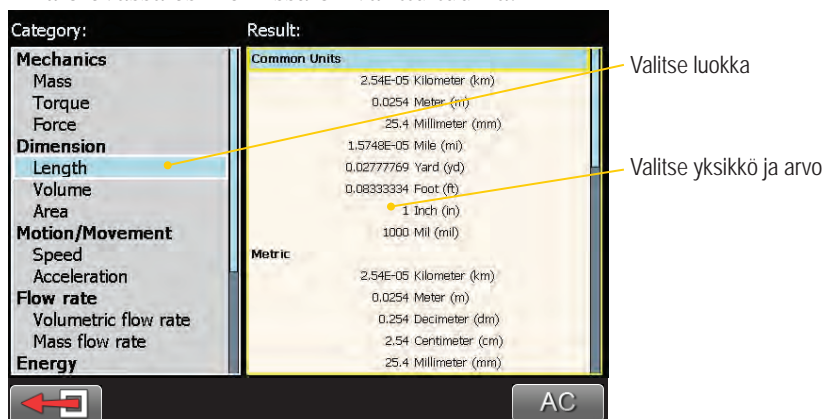 Category:
Mechanics
Mass
Torque
Force
Dimension
Length
Volume
Area
Motion/Movement
Speed
Acceleration
Flow rate
Volumetric flow rate
Mass flow rate
Energy
Result:
Common Units
2.54E-05 Kilometer (km)
0.0254 Meter (m)
25.4 Millimeter (mm)
1.5748E-05 Mile (mi)
0.02777769 Yard (yd)
0.08333334 Foot (ft)
1 Inch (in)
1000 Mil (mil)
Metric
2.54E-05 Kilometer (km)
0.0254 Meter (m)
0.254 Decimeter (dm)
2.54 Centimeter (cm)
25.4 Millimeter (mm)
AC
Valitse luokka
Valitse yksikkö ja arvo